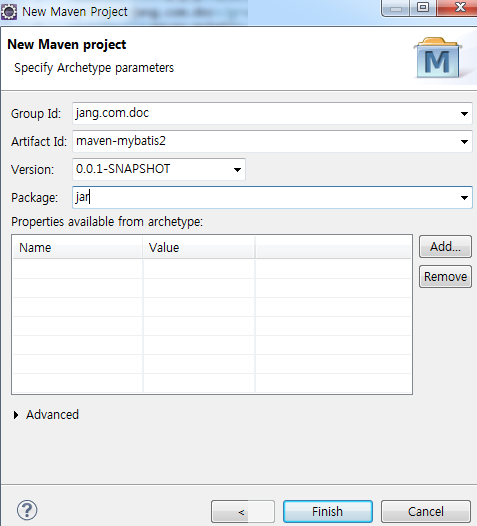 New Maven Project
New Maven project
Specify Archetype parameters
M
Group Id: jang.com.doc
Artifact Id: maven-mybatis2
Version: 0.0.1-SNAPSHOT
Package: jar
Properties available from archetype:
Name Value
Add...
Remove
Advanced
? < Finish Cancel